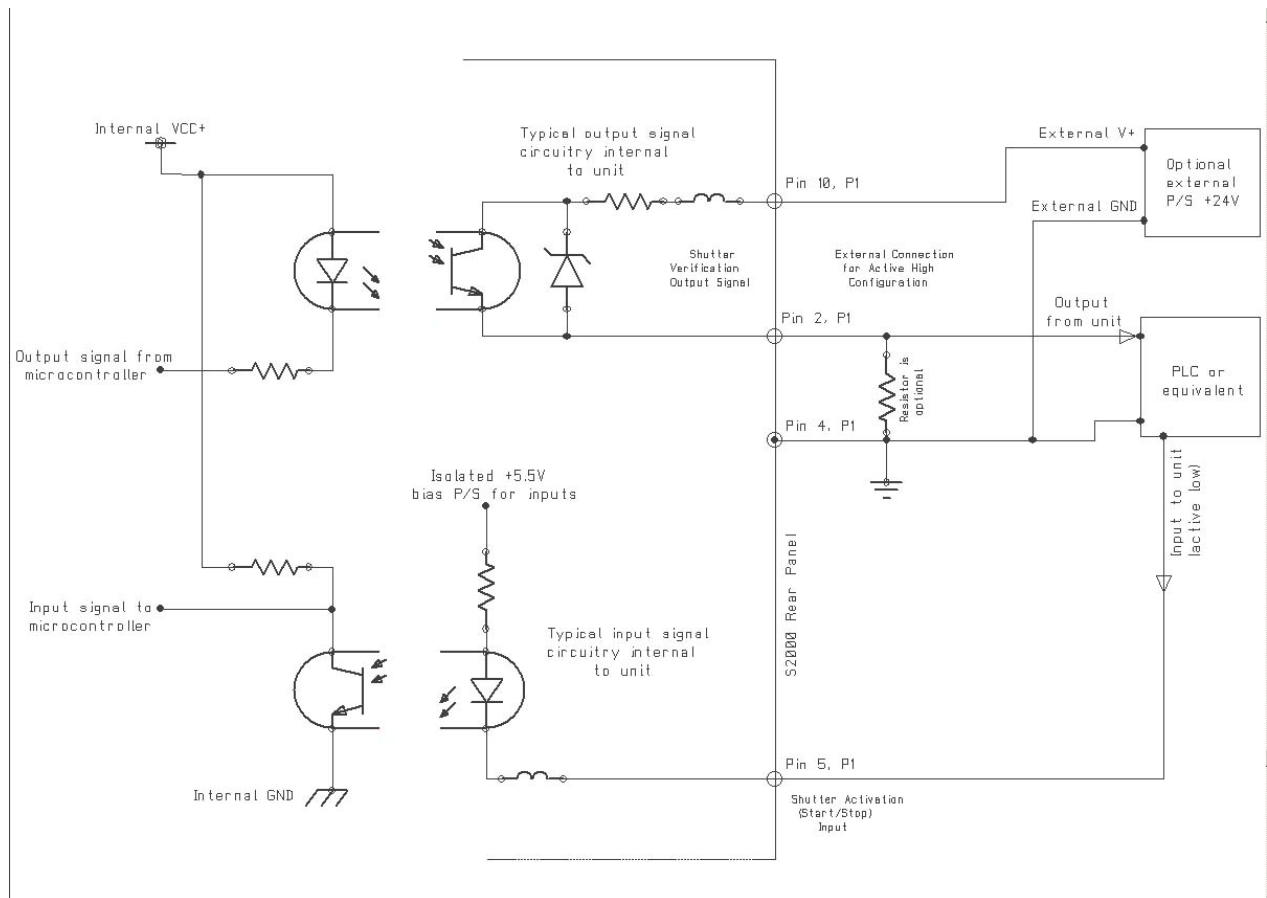 Internal VCC+
Typical output signal
circuitry internal
to unit
External V+
Optional
external
P/S +24V
Pin 10, P1
External GND
Shutter
Verification
Output Signal
External Connection
for Active High
Configuration
Output
from unit
Pin 2, P1
Output signal from
microcontroller
PLC or
equivalent
Resistor is
optional
Pin 4, P1
Isolated +5.5V
bias P/S for inputs
Input to unit
(active low)
S2000 Rear Panel
Input signal to
microcontroller
Typical input signal
circuitry internal
to unit
Pin 5, P1
Internal GND
Shutter Activation
(Start/Stop)
Input